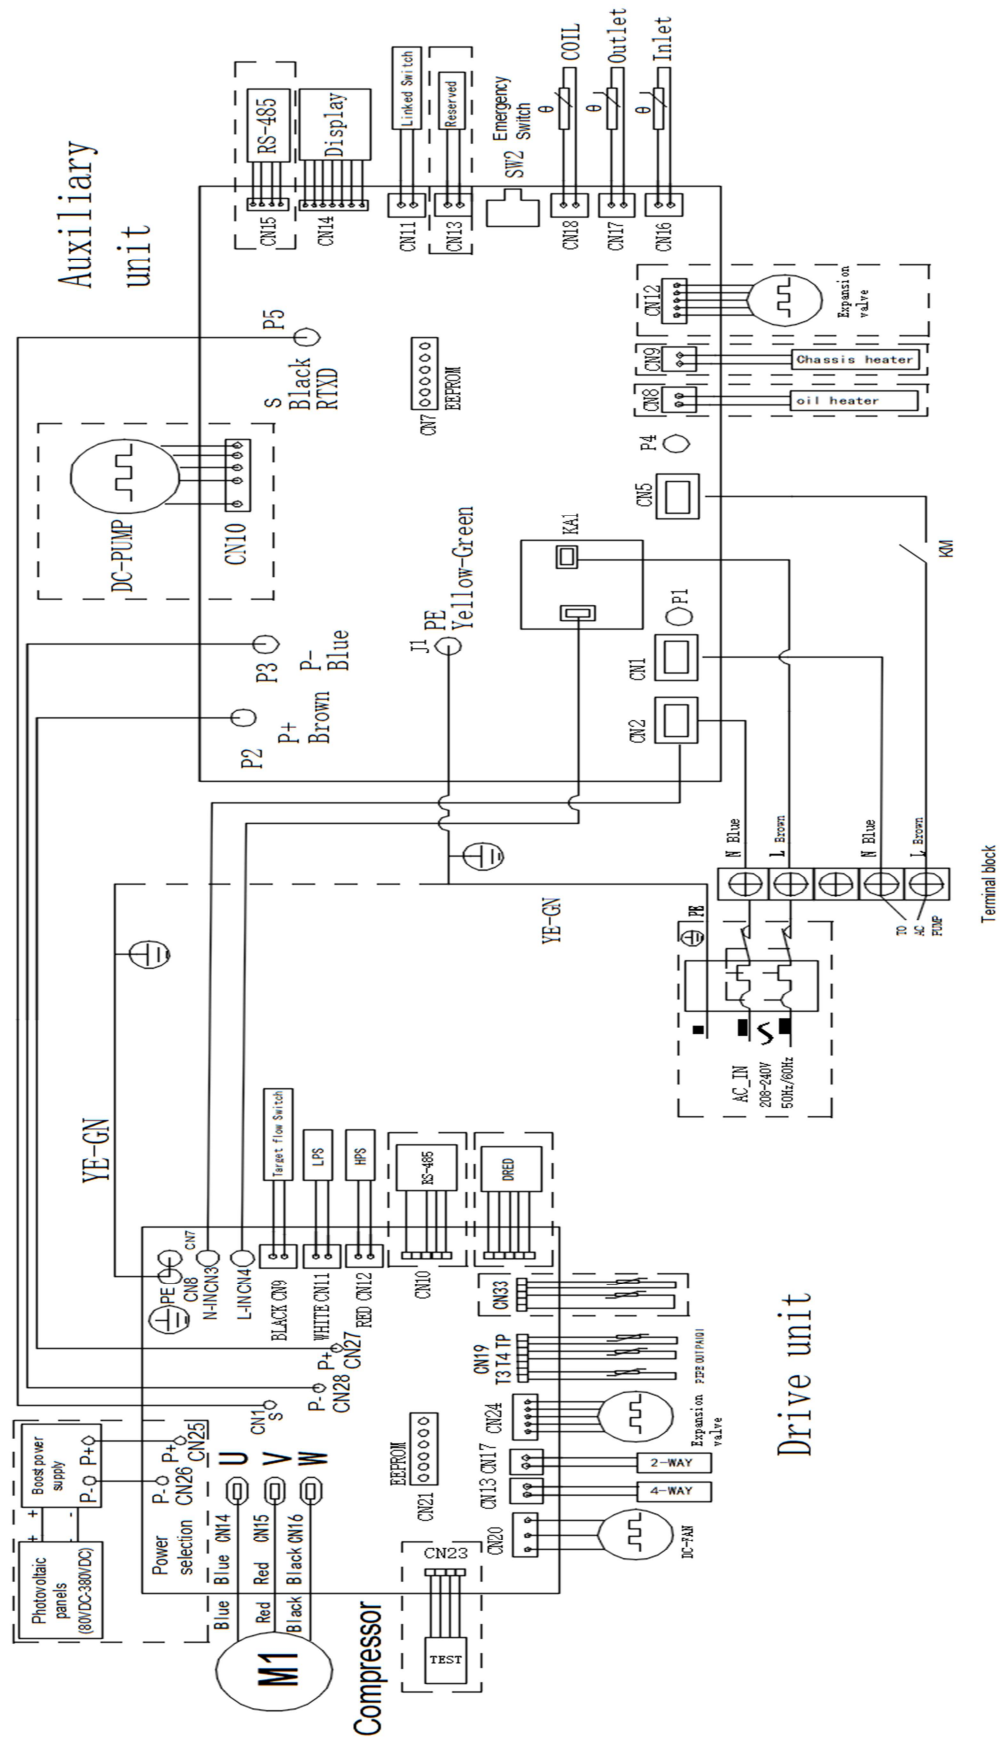 Auxiliary
unit
RS-485
CN15
Display
CN14
Linked Switch
CN11
Reserved
CN13
Emergency
Switch
SW2
θ
COIL
CN18
θ
Outlet
CN17
θ
Inlet
CN16
P5
S
Black
RTXD
CN7
EEPROM
CN12
Expansion
valve
CN9
Chassis heater
CN8
oil heater
P4
CN5
DC-PUMP
CN10
P3
P-
Blue
P2
P+
Brown
J1
PE
Yellow-Green
KA1
P1
CN1
CN2
KM
N Blue
L Brown
N Blue
L Brown
Terminal block
TO
AC
PUMP
PE
AC_IN
208-240V
50Hz/60Hz
YE-GN
YE-GN
Drive unit
PE
CN8
CN7
N-IN CN3
L-IN CN4
BLACK CN9
Target flow Switch
WHITE CN11
LPS
RED CN12
HPS
CN10
RS-485
DRED
CN33
P+
CN27
P-
CN28
CN1
S
CN19
T3 T4 TP
CN24
Expansion
valve
CN17
2-WAY
CN13
4-WAY
CN20
DC-FAN
EEPROM
CN21
CN23
TEST
Photovoltaic
panels
(80VDC-380VDC)
+
+
-
-
Boost power
supply
P+
P-
P+
CN25
P-
CN26
Power
selection
U
V
W
Blue
Blue
CN14
Red
Red
CN15
Black
Black
CN16
M1
Compressor